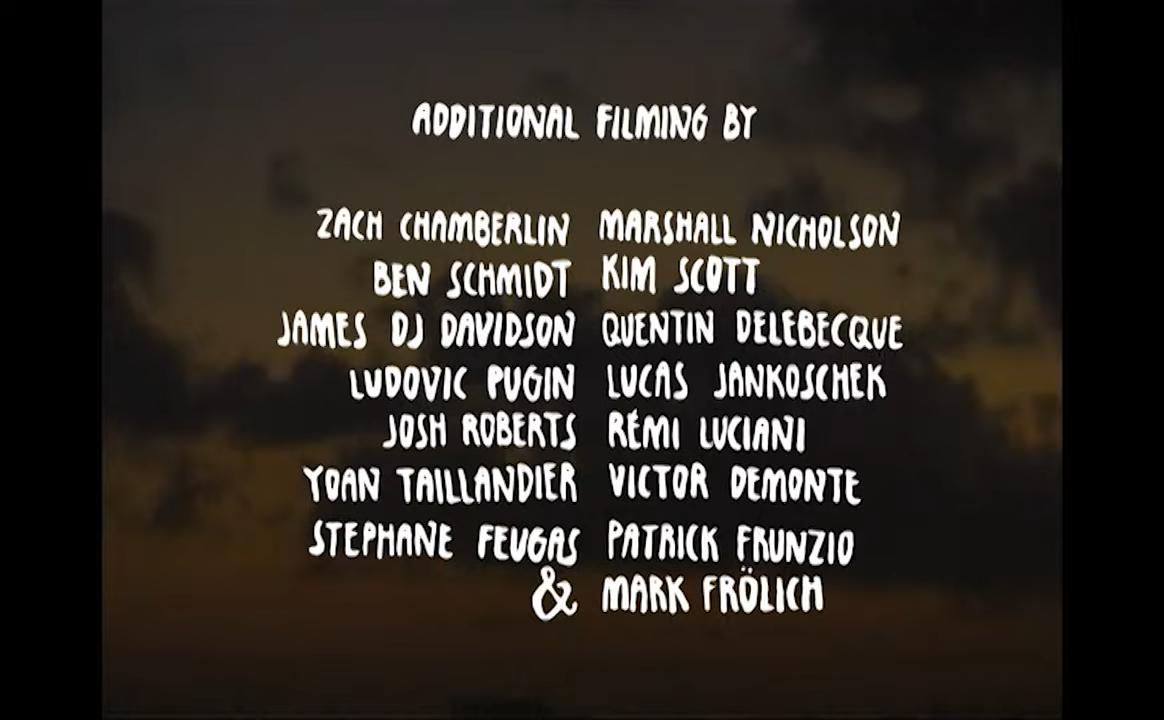 ADDITIONAL FILMING BY
ZACH CHAMBERLIN MARSHALL NICHOLSON
BEN SCHMIDT KIM SCOTT
JAMES DJ DAVIDSON QUENTIN DELEBECQUE
LUDOVIC PUGIN LUCAS JANKOSCHEK
JOSH ROBERTS RÉMI LUCIANI
YOAN TAILLANDIER VICTOR DEMONTE
STEPHANE FEUGAS PATRICK FRUNZIO
& MARK FRÖLICH